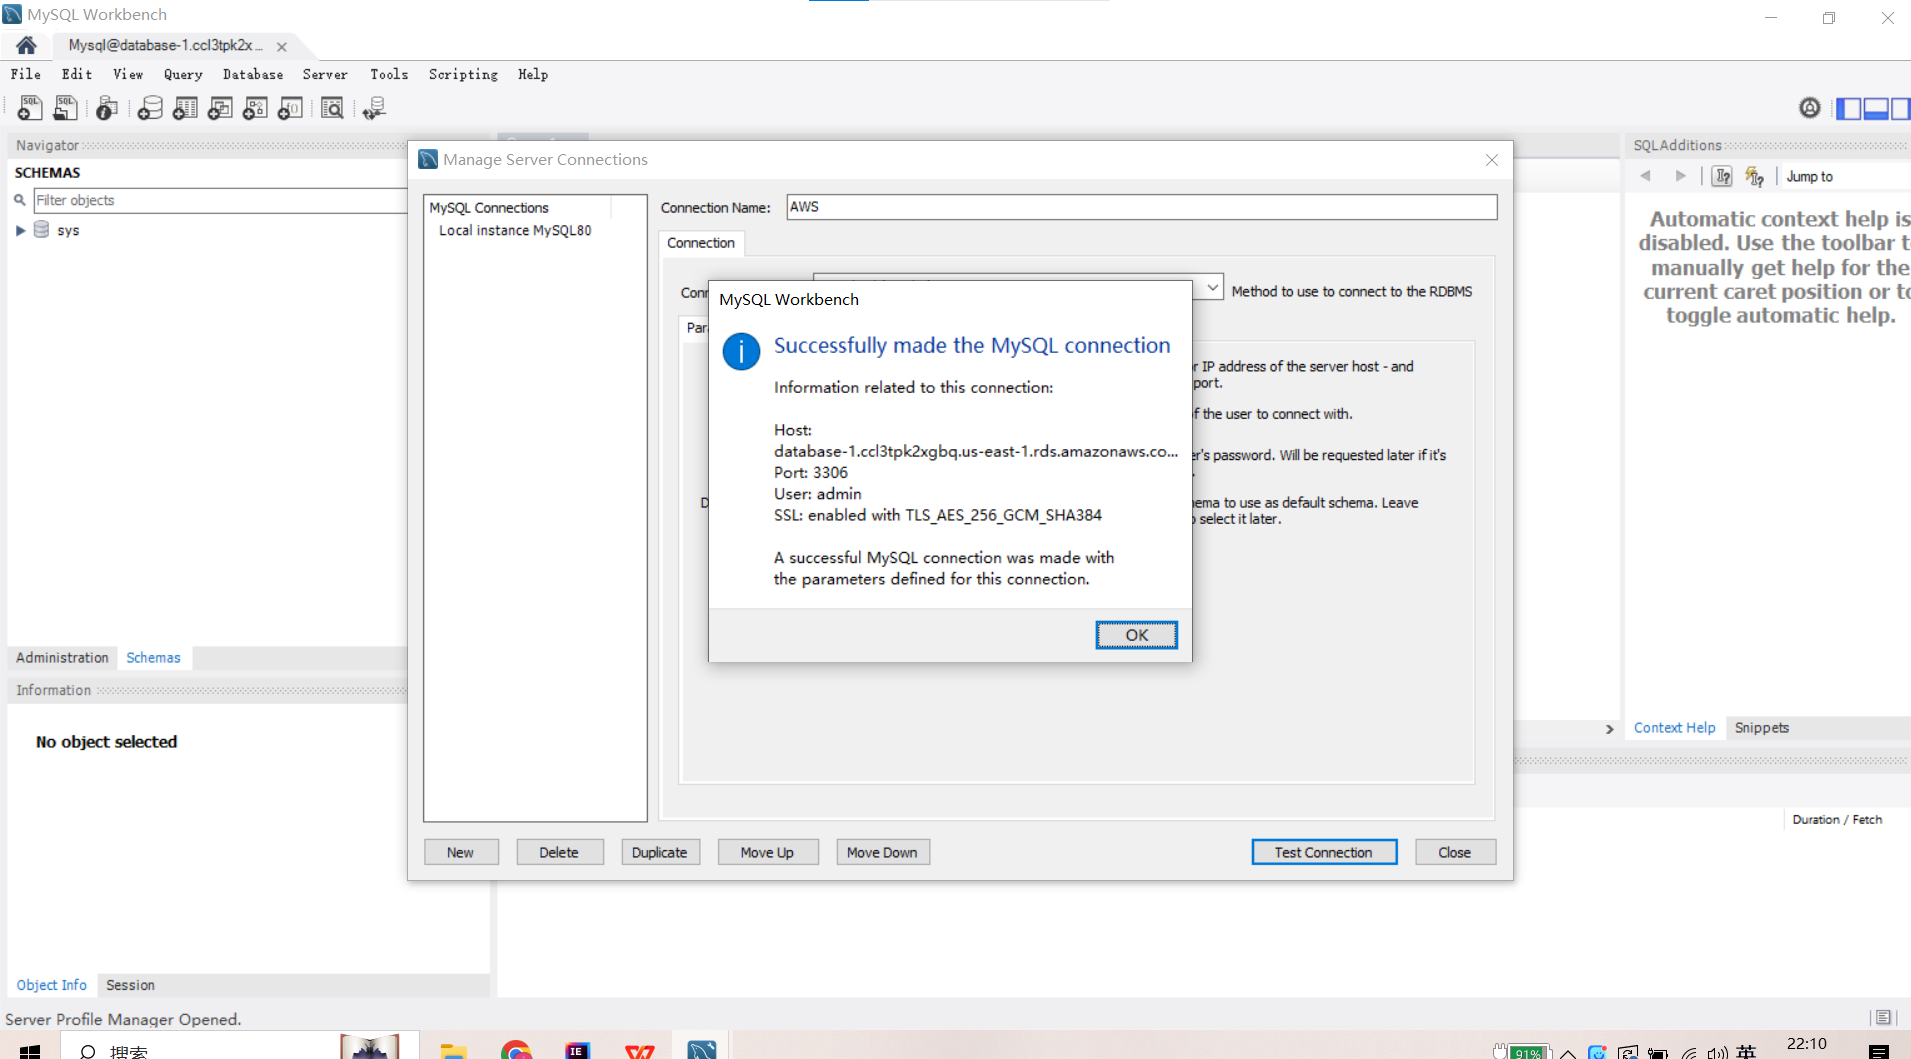 MySQL Workbench
Mysql@database-1.ccl3tpk2x...
File Edit View Query Database Server Tools Scripting Help
Navigator
SCHEMAS
Filter objects
sys
Administration Schemas
Information
No object selected
Object Info Session
Server Profile Manager Opened.
Manage Server Connections
MySQL Connections
Local instance MySQL80
Connection Name: AWS
Connection
Method to use to connect to the RDBMS
IP address of the server host - and
port.
the user to connect with.
password. Will be requested later if it's
to use as default schema. Leave
select it later.
MySQL Workbench
Successfully made the MySQL connection
Information related to this connection:
Host:
database-1.ccl3tpk2xgbq.us-east-1.rds.amazonaws.co...
Port: 3306
User: admin
SSL: enabled with TLS_AES_256_GCM_SHA384
A successful MySQL connection was made with
the parameters defined for this connection.
OK
New Delete Duplicate Move Up Move Down Test Connection Close
SQLAdditions
Jump to
Automatic context help is
disabled. Use the toolbar
manually get help for the
current caret position or to
toggle automatic help.
Context Help Snippets
Duration / Fetch
搜索
91%
英
22:10